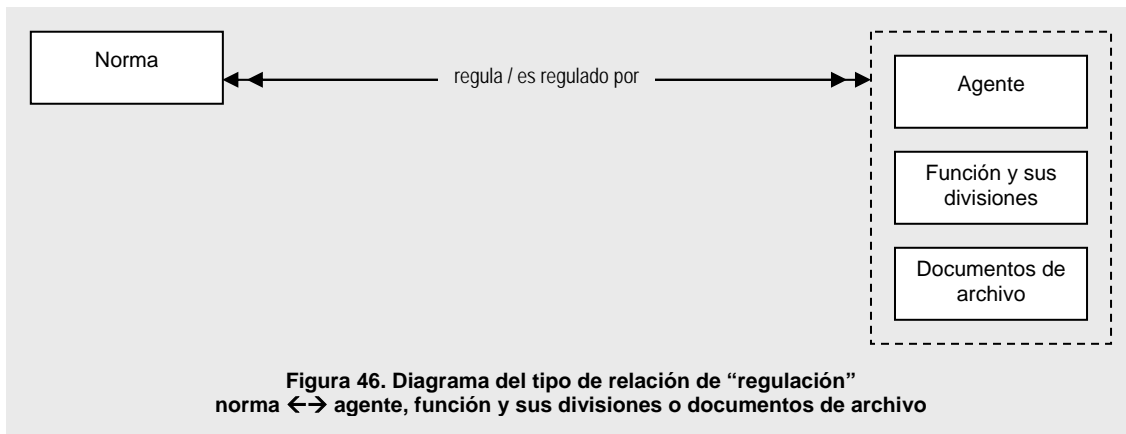 Norma
regula / es regulado por
Agente
Función y sus
divisiones
Documentos de
archivo
Figura 46. Diagrama del tipo de relación de “regulación”
norma ←→ agente, función y sus divisiones o documentos de archivo